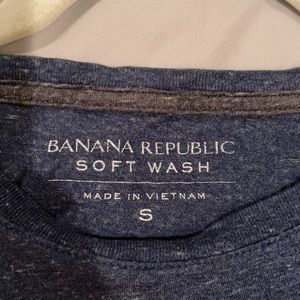 BANANA REPUBLIC
SOFT WASH
MADE IN VIETNAM
S